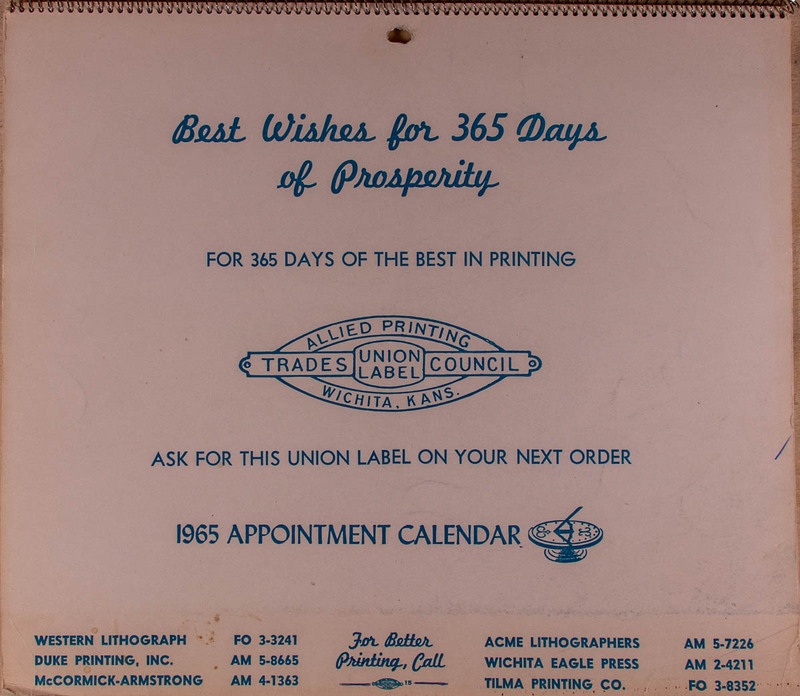 Best Wishes for 365 Days
of Prosperity
FOR 365 DAYS OF THE BEST IN PRINTING
ALLIED PRINTING
TRADES UNION LABEL COUNCIL
WICHITA, KANS.
ASK FOR THIS UNION LABEL ON YOUR NEXT ORDER
1965 APPOINTMENT CALENDAR
WESTERN LITHOGRAPH FO 3-3241
DUKE PRINTING, INC. AM 5-8665
McCORMICK-ARMSTRONG AM 4-1363
For Better
Printing, Call
ACME LITHOGRAPHERS AM 5-7226
WICHITA EAGLE PRESS AM 2-4211
TILMA PRINTING CO. FO 3-8352